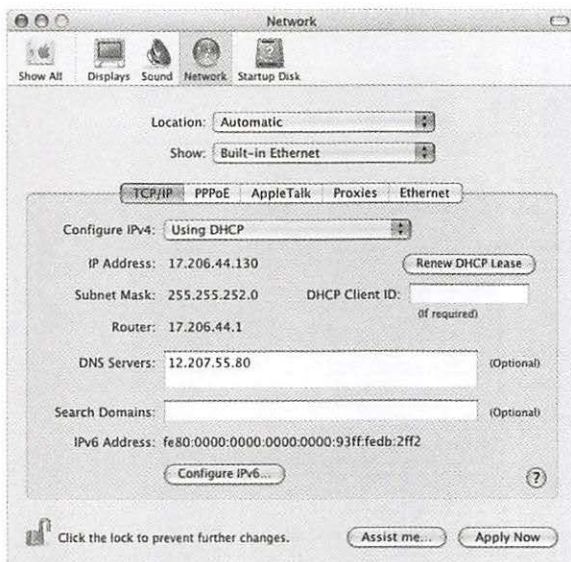 Network
Show All Displays Sound Network Startup Disk
Location: Automatic
Show: Built-in Ethernet
TCP/IP PPPoE AppleTalk Proxies Ethernet
Configure IPv4: Using DHCP
IP Address: 17.206.44.130 Renew DHCP Lease
Subnet Mask: 255.255.252.0 DHCP Client ID:
(If required)
Router: 17.206.44.1
DNS Servers: 12.207.55.80 (Optional)
Search Domains: (Optional)
IPv6 Address: fe80:0000:0000:0000:0000:93ff:fedb:2ff2
Configure IPv6... ?
Click the lock to prevent further changes. Assist me... Apply Now